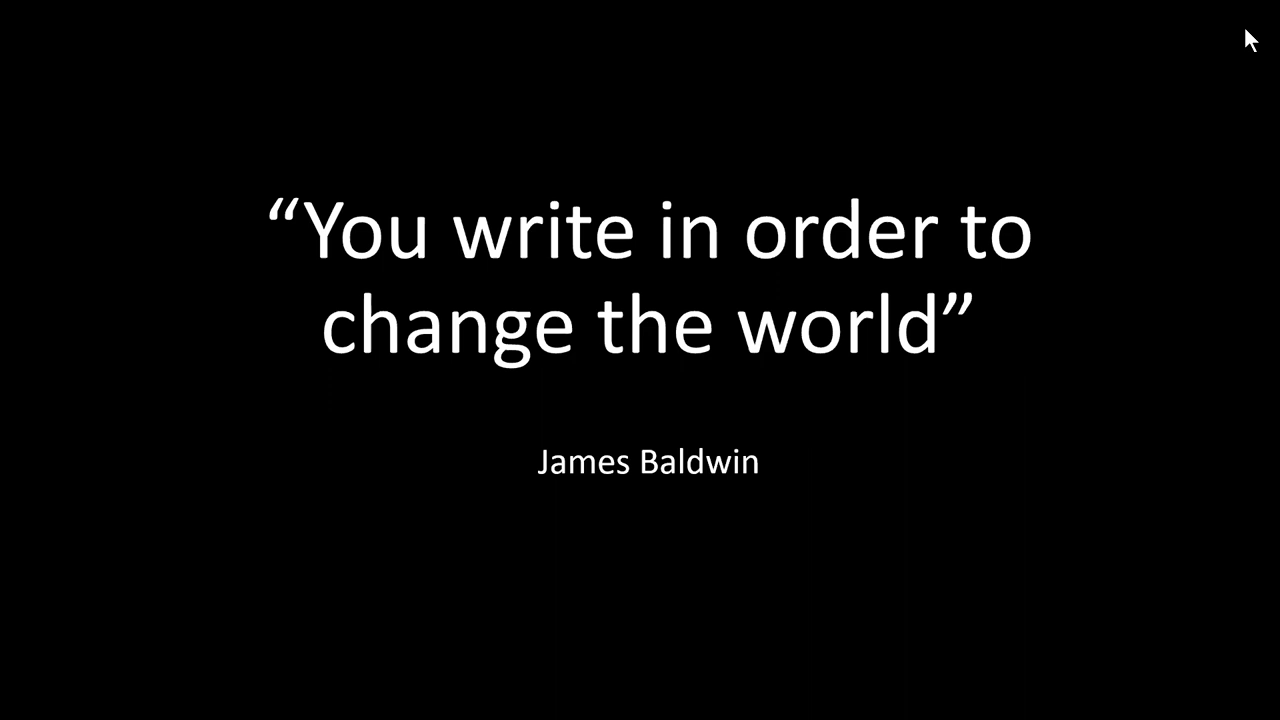 “You write in order to
change the world”
James Baldwin